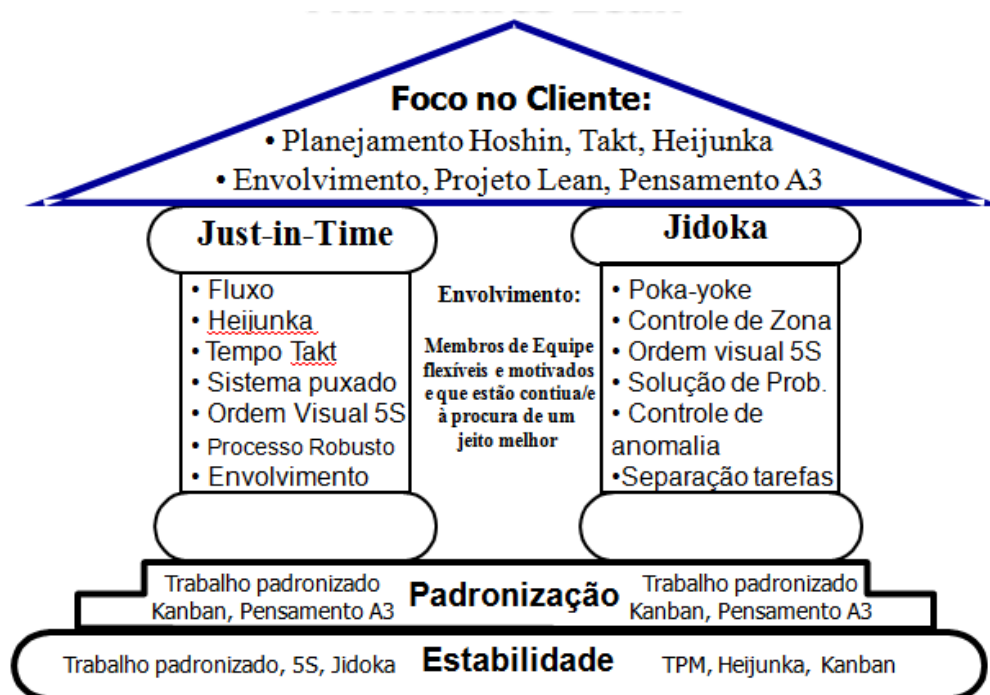 Foco no Cliente:
• Planejamento Hoshin, Takt, Heijunka
• Envolvimento, Projeto Lean, Pensamento A3
Just-in-Time
• Fluxo
• Heijunka
• Tempo Takt
• Sistema puxado
• Ordem Visual 5S
• Processo Robusto
• Envolvimento
Envolvimento:
Membros de Equipe
flexíveis e motivados
e que estão contiua/e
à procura de um
jeito melhor
Jidoka
• Poka-yoke
• Controle de Zona
• Ordem visual 5S
• Solução de Prob.
• Controle de
anomalia
•Separação tarefas
Trabalho padronizado
Kanban, Pensamento A3
Padronização
Trabalho padronizado
Kanban, Pensamento A3
Trabalho padronizado, 5S, Jidoka
Estabilidade
TPM, Heijunka, Kanban